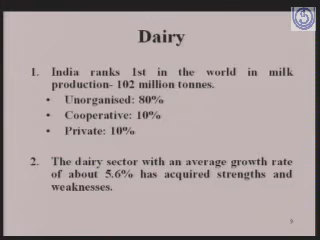 Dairy
1. India ranks 1st in the world in milk
production- 102 million tonnes.
• Unorganised: 80%
• Cooperative: 10%
• Private: 10%
2. The dairy sector with an average growth rate
of about 5.6% has acquired strengths and
weaknesses.